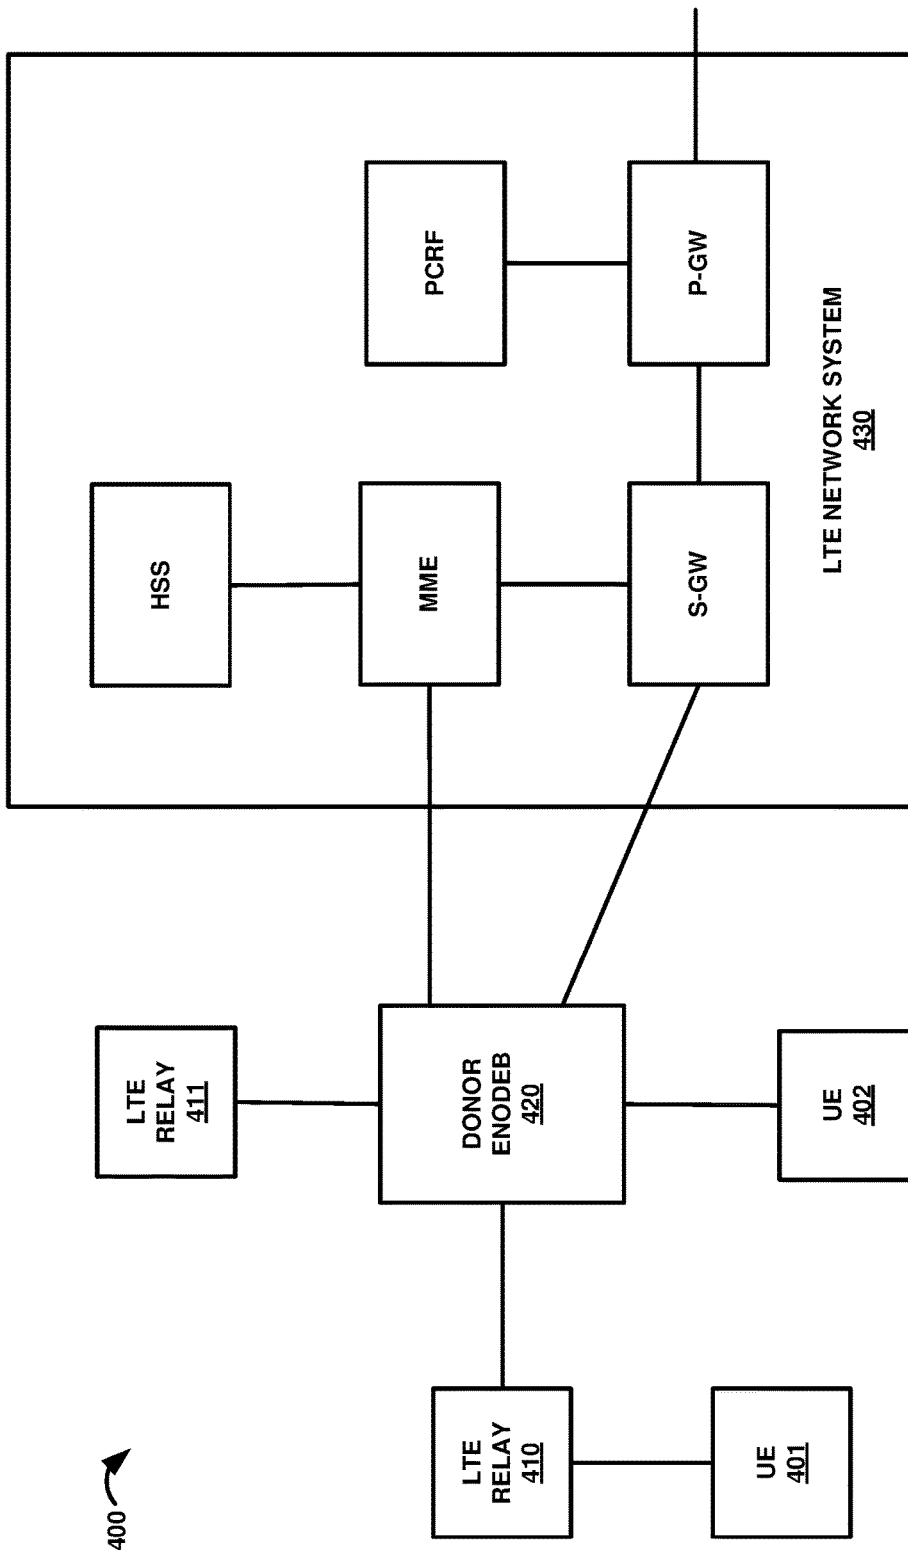 400
LTE
RELAY
411
HSS
LTE
RELAY
410
DONOR
ENODEB
420
MME
PCRF
UE
401
UE
402
S-GW
P-GW
LTE NETWORK SYSTEM
430